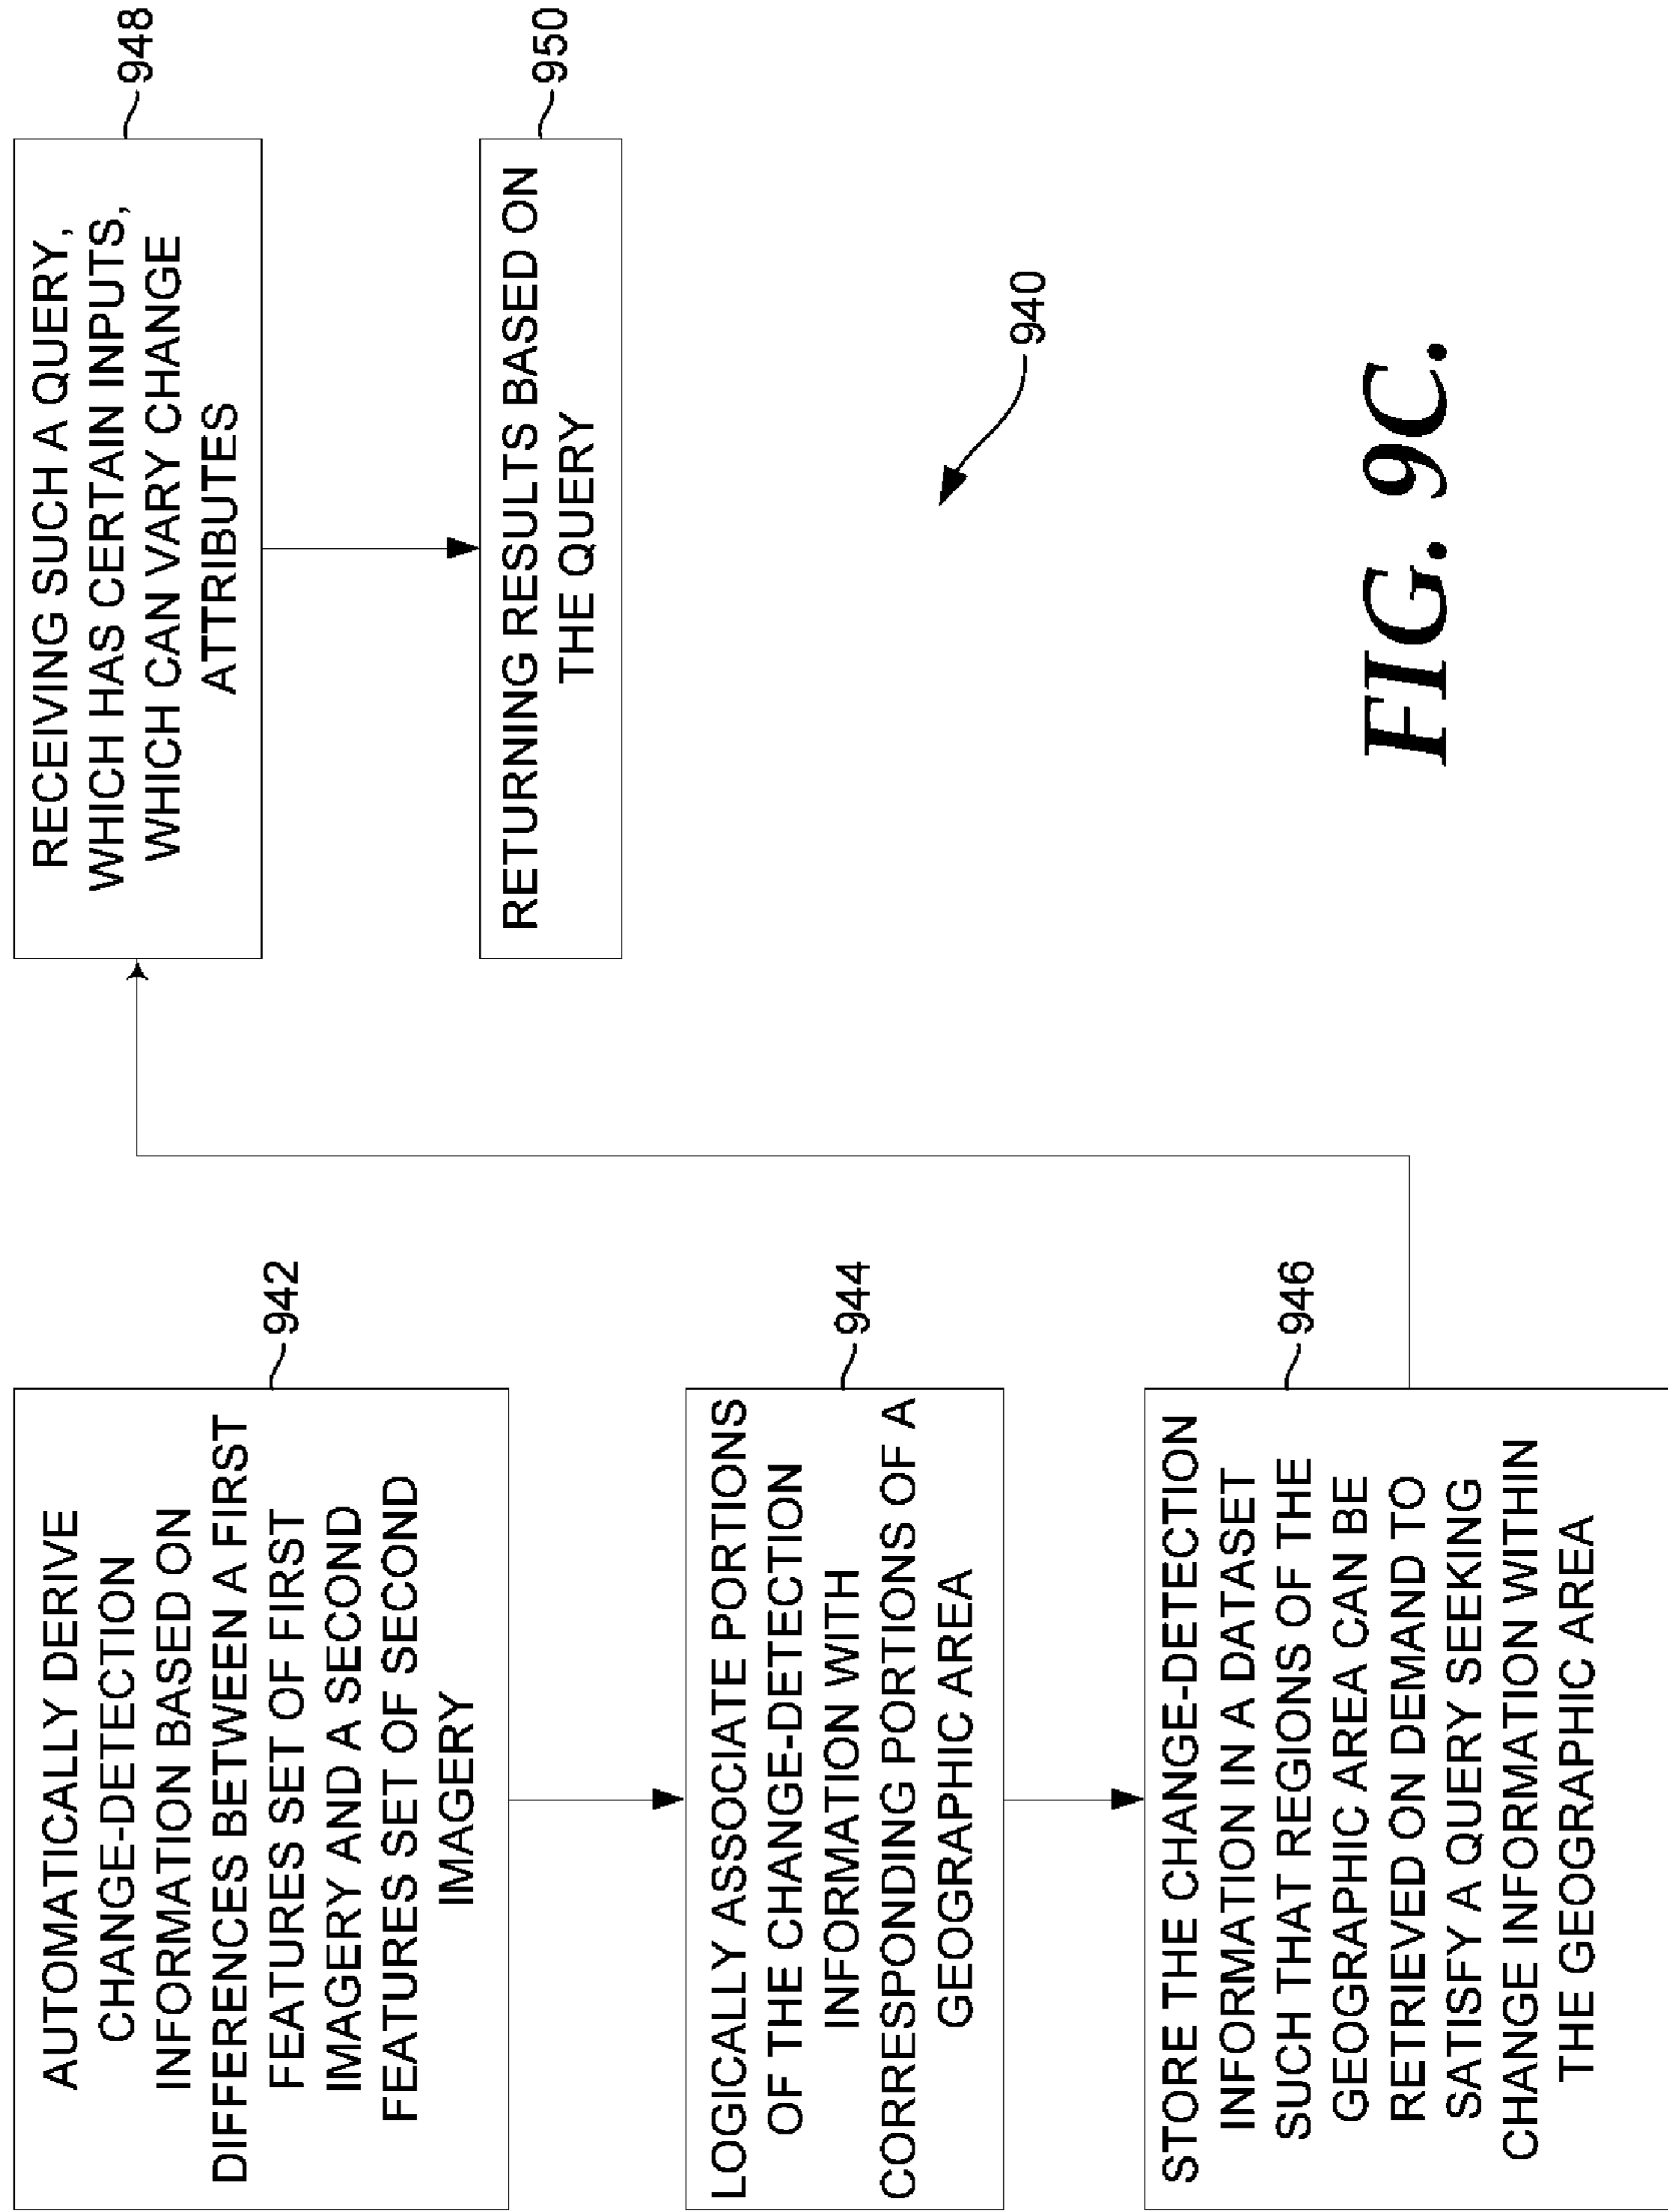 AUTOMATICALLY DERIVE
CHANGE-DETECTION
INFORMATION BASED ON
DIFFERENCES BETWEEN A FIRST
FEATURES SET OF FIRST
IMAGERY AND A SECOND
FEATURES SET OF SECOND
IMAGERY
942
LOGICALLY ASSOCIATE PORTIONS
OF THE CHANGE-DETECTION
INFORMATION WITH
CORRESPONDING PORTIONS OF A
GEOGRAPHIC AREA
944
STORE THE CHANGE-DETECTION
INFORMATION IN A DATASET
SUCH THAT REGIONS OF THE
GEOGRAPHIC AREA CAN BE
RETRIEVED ON DEMAND TO
SATISFY A QUERY SEEKING
CHANGE INFORMATION WITHIN
THE GEOGRAPHIC AREA
946
RECEIVING SUCH A QUERY,
WHICH HAS CERTAIN INPUTS,
WHICH CAN VARY CHANGE
ATTRIBUTES
948
RETURNING RESULTS BASED ON
THE QUERY
950
940
FIG. 9C.